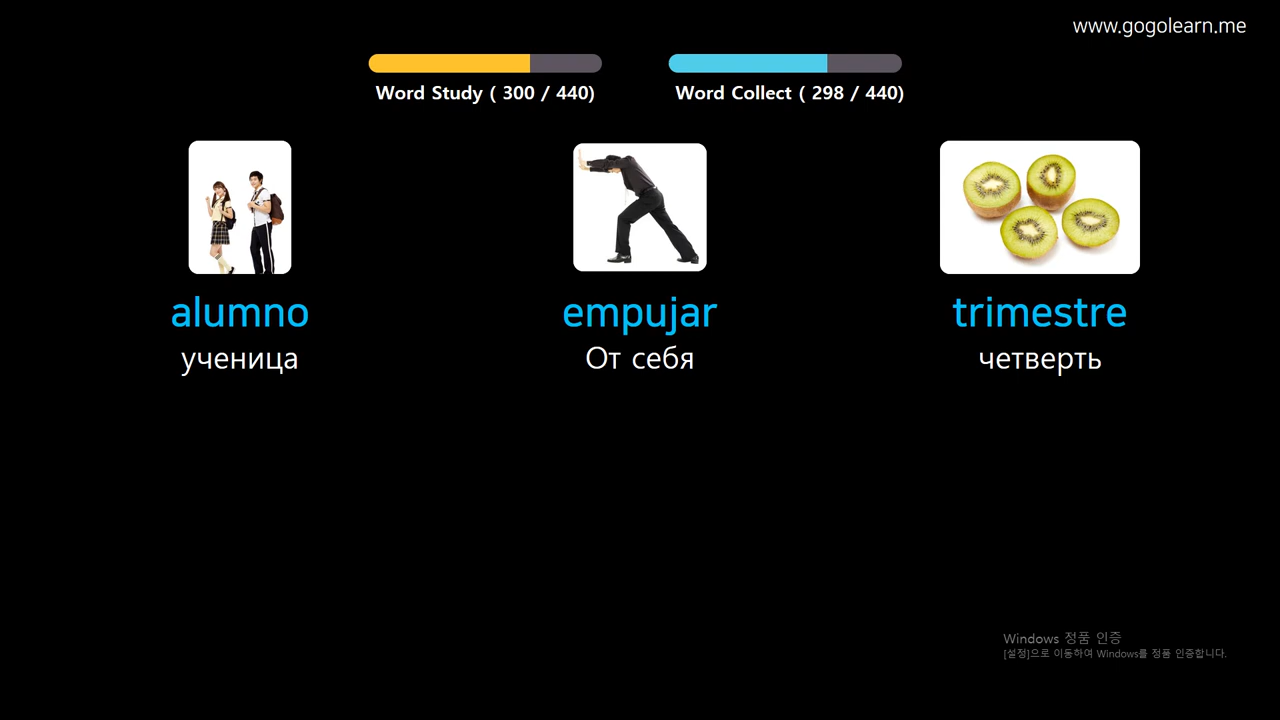 www.gogolearn.me
Word Study ( 300 / 440)
Word Collect ( 298 / 440)
alumno
ученица
empujar
От себя
trimestre
четверть
Windows 정품 인증
[설정]으로 이동하여 Windows를 정품 인증합니다.